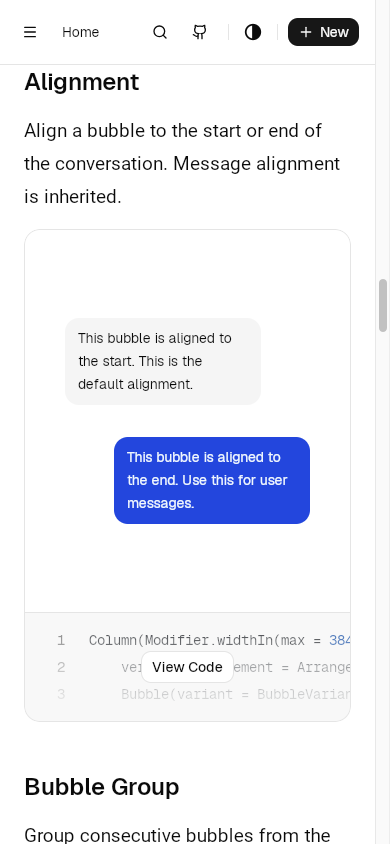 Home
New
Alignment
Align a bubble to the start or end of
the conversation. Message alignment
is inherited.
This bubble is aligned to
the start. This is the
default alignment.
This bubble is aligned to
the end. Use this for user
messages.
1 Column(Modifier.widthIn(max = 384
2 ement = Arrange
View Code
3 Bubble(variant = BubbleVarian
Bubble Group
Group consecutive bubbles from the